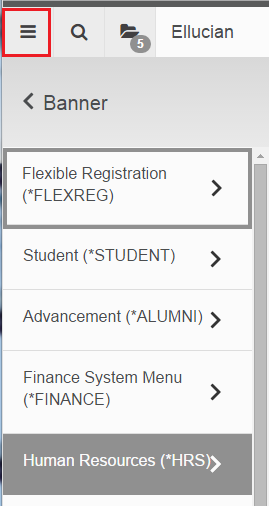 5
Ellucian
Banner
Flexible Registration
(*FLEXREG)
Student (*STUDENT)
Advancement (*ALUMNI)
Finance System Menu
(*FINANCE)
Human Resources (*HRS)